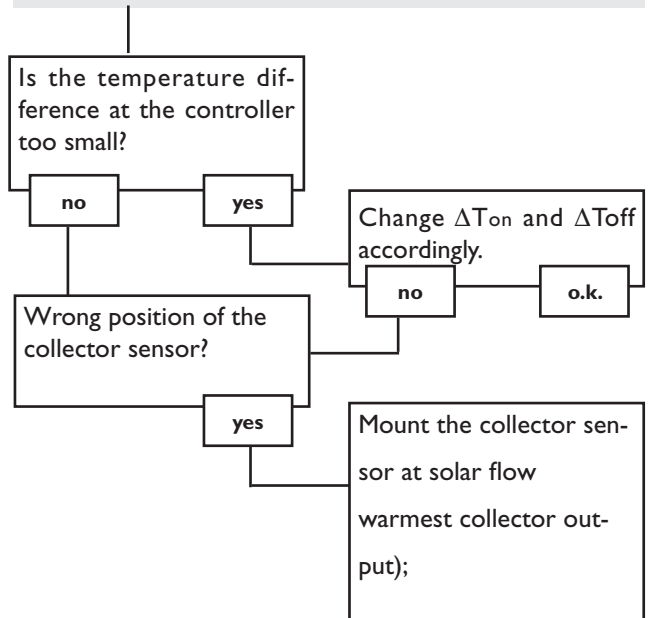 Is the temperature dif-
ference at the controller
too small?
no
yes
Change ΔTon and ΔToff
accordingly.
no
o.k.
Wrong position of the
collector sensor?
yes
Mount the collector sen-
sor at solar flow
warmest collector out-
put);